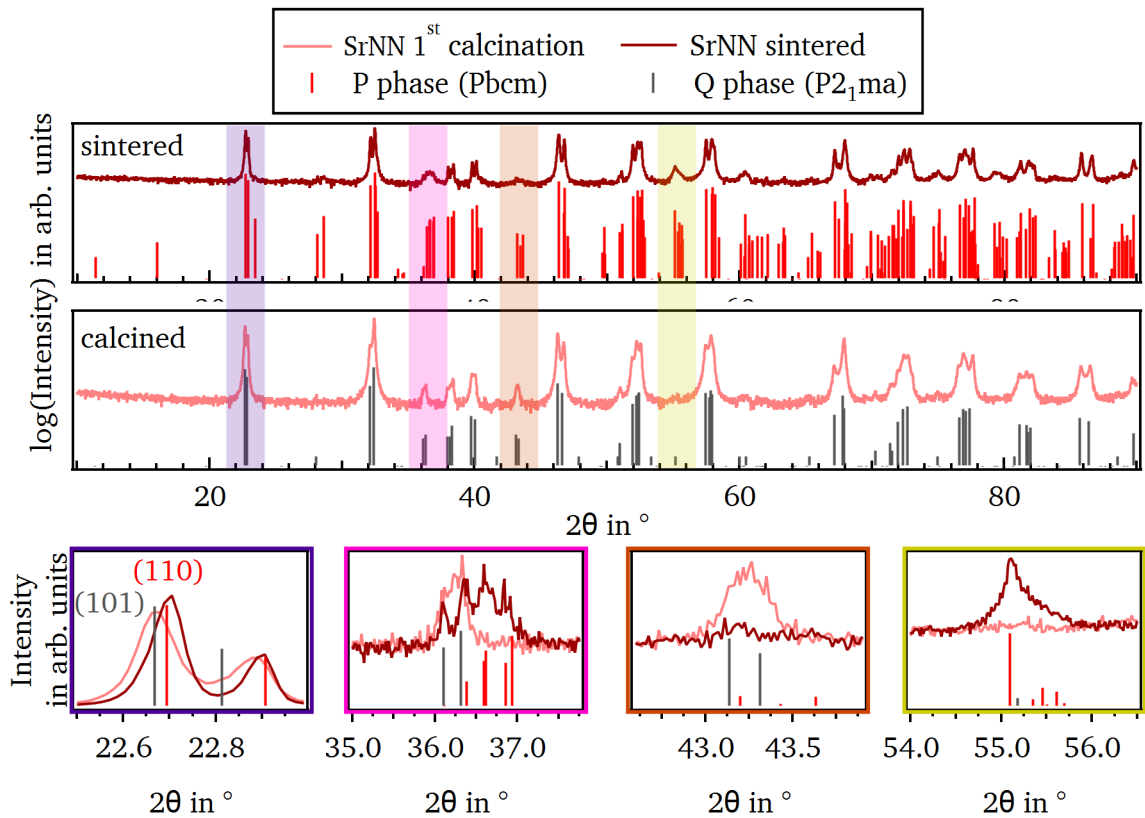 SrNN 1st calcination
SrNN sintered
P phase (Pbcm)
Q phase (P21ma)
log(Intensity) in arb. units
sintered
calcined
20 40 60 80
2θ in °
Intensity
in arb. units
(110)
(101)
22.6 22.8
2θ in °
35.0 36.0 37.0
2θ in °
43.0 43.5
2θ in °
54.0 55.0 56.0
2θ in °